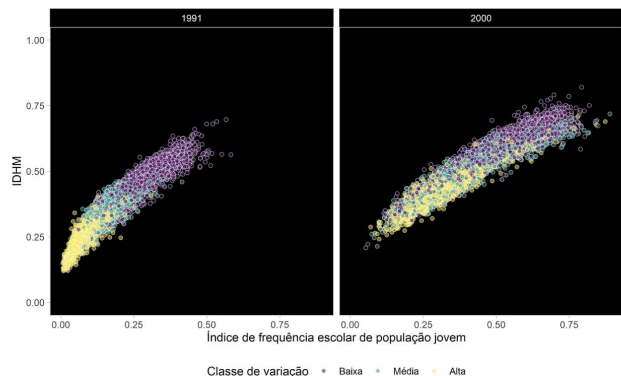 1991 2000
1.00
0.75
IDHM
0.50
0.25
0.00
0.00 0.25 0.50 0.75 0.00 0.25 0.50 0.75
Índice de frequência escolar de população jovem
Classe de variação Baixa Média Alta